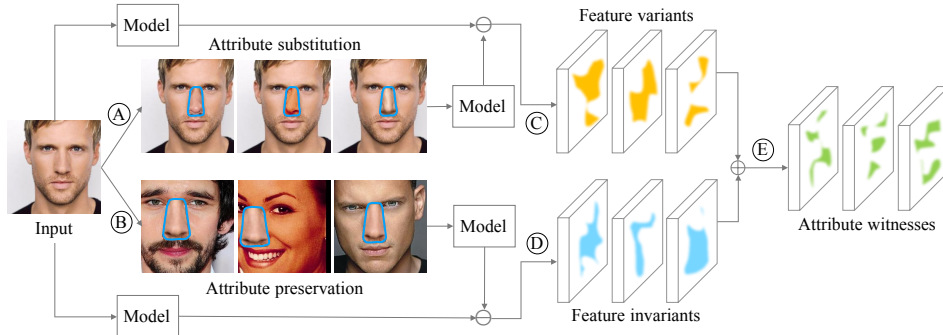 Model
Attribute substitution
Feature variants
A
Model
C
E
Input
B
Model
D
Attribute witnesses
Model
Attribute preservation
Feature invariants